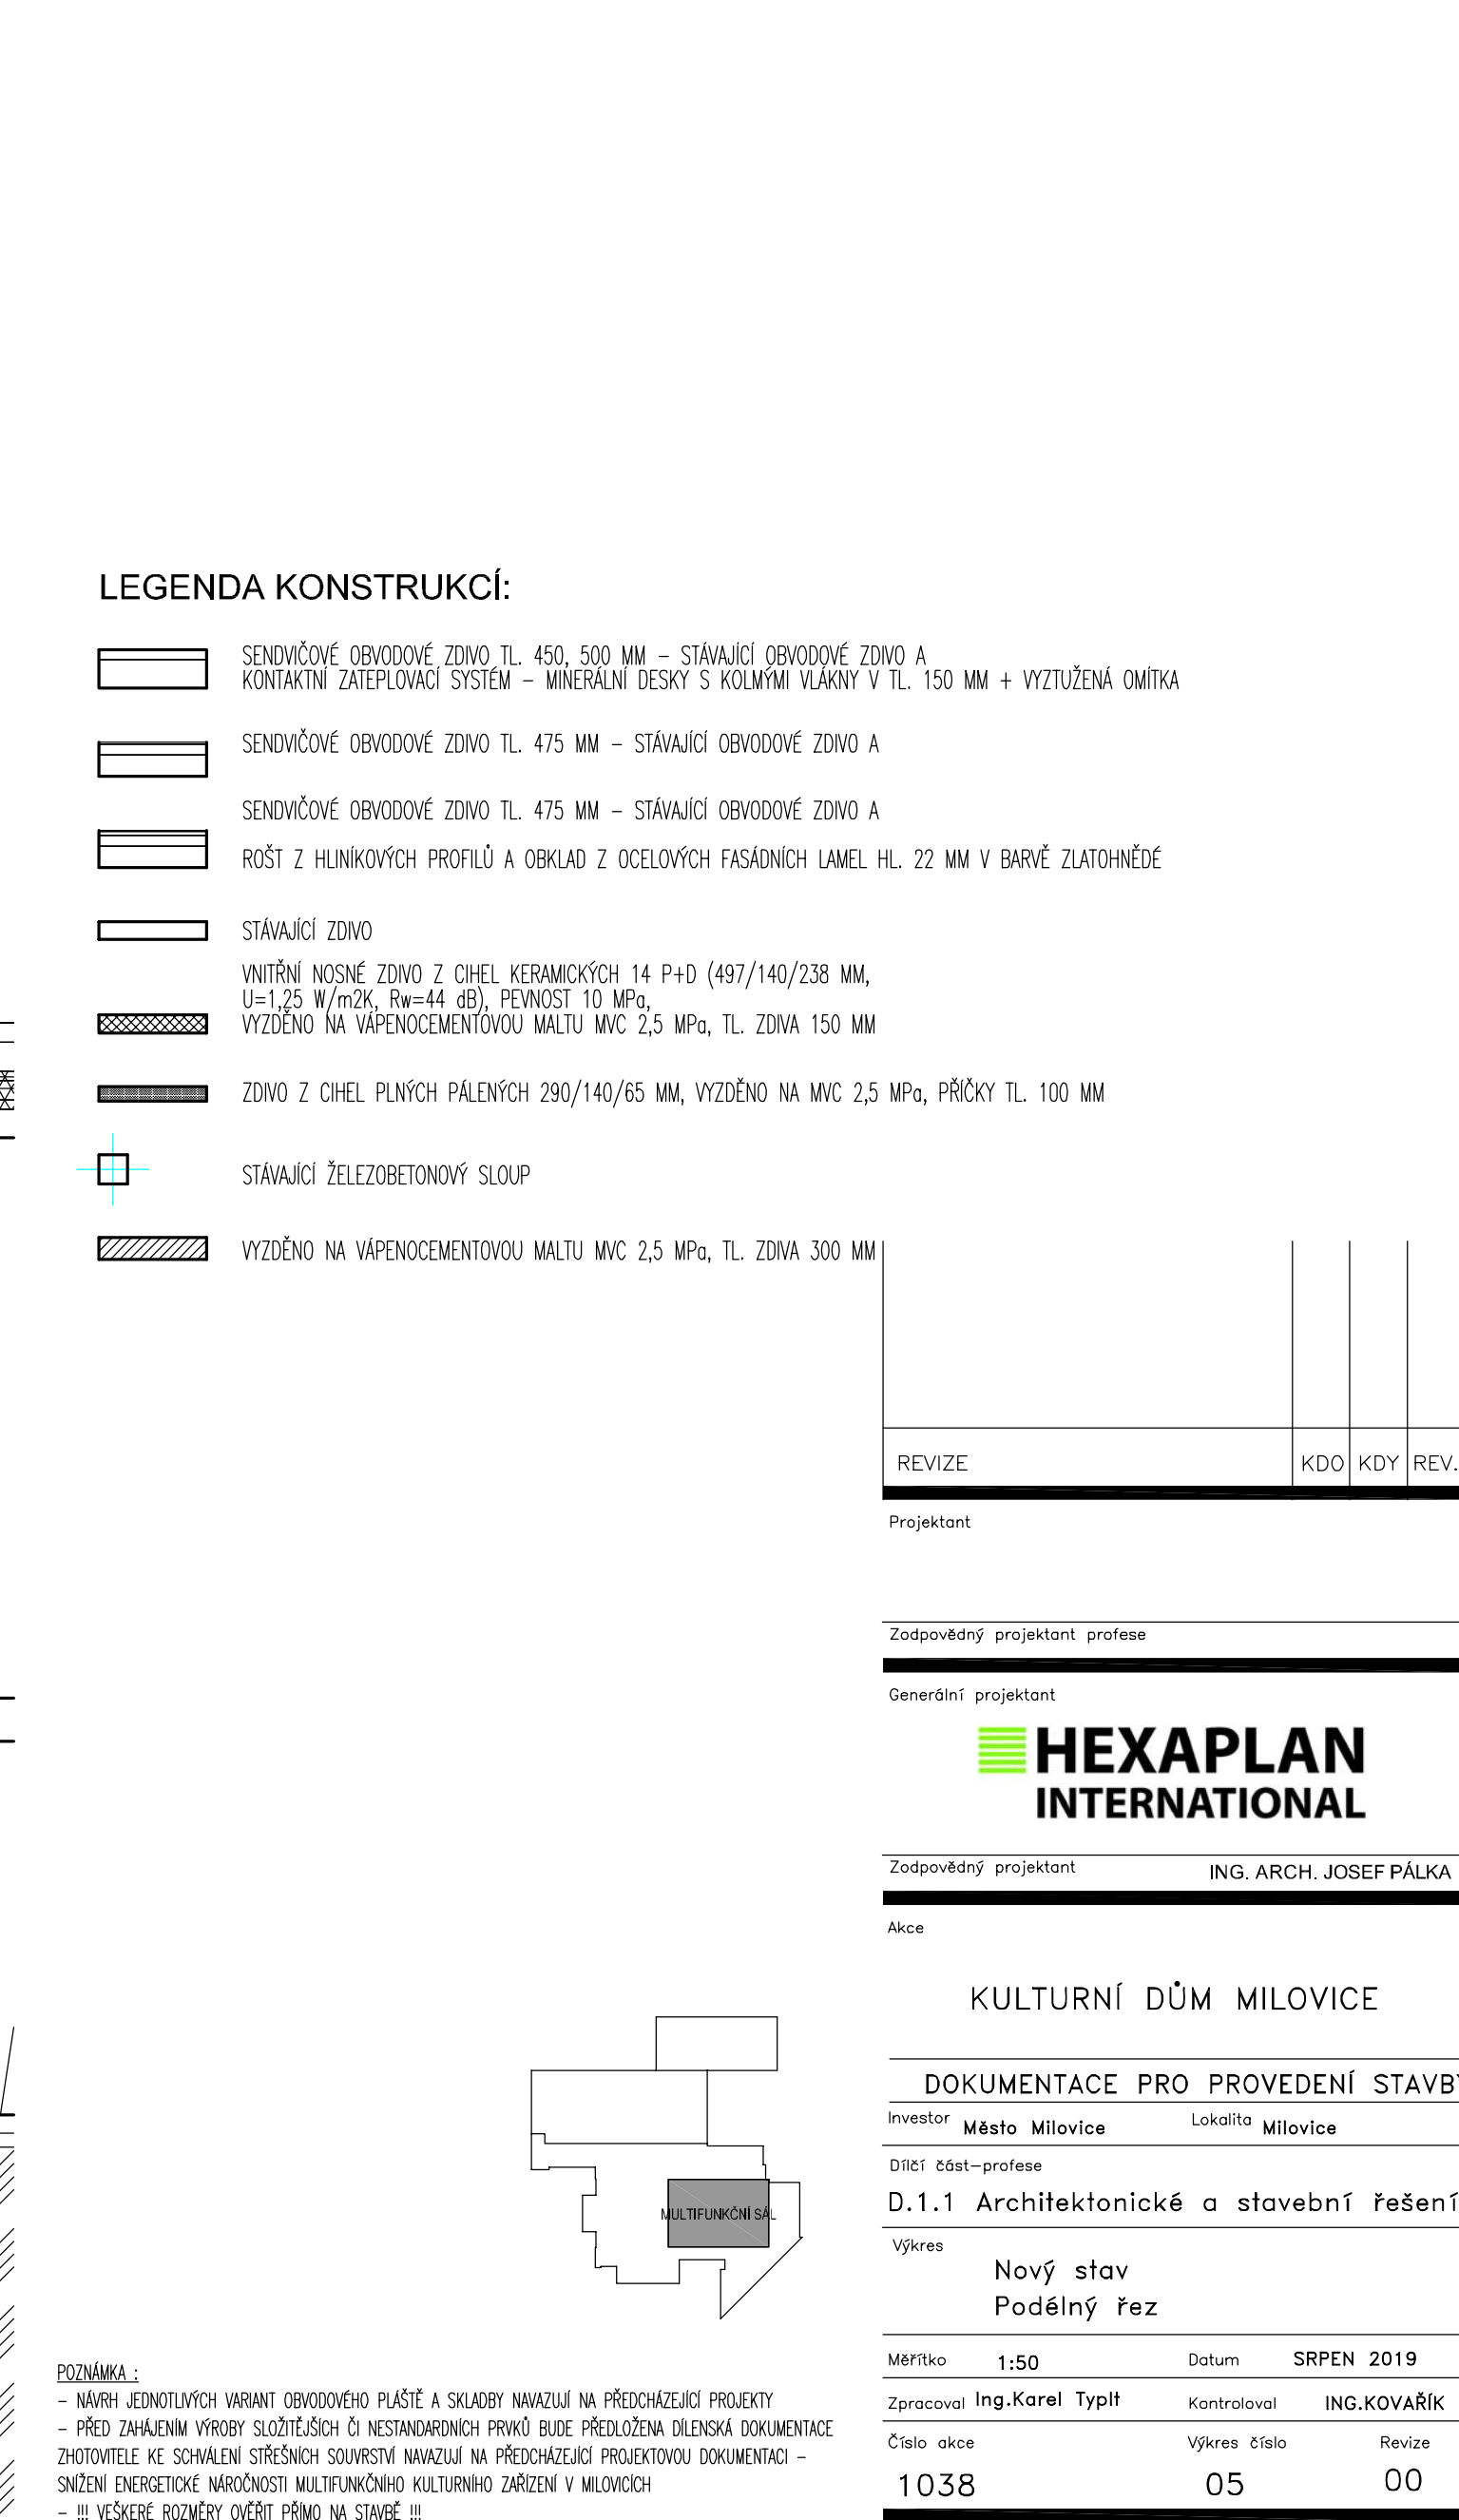 LEGENDA KONSTRUKCÍ:
SENDVIČOVÉ OBVODOVÉ ZDIVO TL. 450, 500 MM – STÁVAJÍCÍ OBVODOVÉ ZDIVO A
KONTAKTNÍ ZATEPLOVACÍ SYSTÉM – MINERÁLNÍ DESKY S KOLMÝMI VLÁKNY V TL. 150 MM + VYZTUŽENÁ OMÍTKA
SENDVIČOVÉ OBVODOVÉ ZDIVO TL. 475 MM – STÁVAJÍCÍ OBVODOVÉ ZDIVO A
SENDVIČOVÉ OBVODOVÉ ZDIVO TL. 475 MM – STÁVAJÍCÍ OBVODOVÉ ZDIVO A
ROŠT Z HLINÍKOVÝCH PROFILŮ A OBKLAD Z OCELOVÝCH FASÁDNÍCH LAMEL HL. 22 MM V BARVĚ ZLATOHNĚDÉ
STÁVAJÍCÍ ZDIVO
VNITŘNÍ NOSNÉ ZDIVO Z CIHEL KERAMICKÝCH 14 P+D (497/140/238 MM,
U=1,25 W/m2K, Rw=44 dB), PEVNOST 10 MPa,
VYZDĚNO NA VÁPENOCEMENTOVOU MALTU MVC 2,5 MPa, TL. ZDIVA 150 MM
ZDIVO Z CIHEL PLNÝCH PÁLENÝCH 290/140/65 MM, VYZDĚNO NA MVC 2,5 MPa, PŘÍČKY TL. 100 MM
STÁVAJÍCÍ ŽELEZOBETONOVÝ SLOUP
VYZDĚNO NA VÁPENOCEMENTOVOU MALTU MVC 2,5 MPa, TL. ZDIVA 300 MM
REVIZE KDO KDY REV.
Projektant
Zodpovědný projektant profese
Generální projektant
HEXAPLAN
INTERNATIONAL
Zodpovědný projektant ING. ARCH. JOSEF PÁLKA
Akce
KULTURNÍ DŮM MILOVICE
DOKUMENTACE PRO PROVEDENÍ STAVBY
Investor Město Milovice Lokalita Milovice
Dílčí část–profese
D.1.1 Architektonické a stavební řešení
Výkres
Nový stav
Podélný řez
Měřítko 1:50 Datum SRPEN 2019
Zpracoval Ing.Karel Typlt Kontroloval ING.KOVAŘÍK
Číslo akce Výkres číslo Revize
1038 05 00
MULTIFUNKČNÍ SÁL
POZNÁMKA :
– NÁVRH JEDNOTLIVÝCH VARIANT OBVODOVÉHO PLÁŠTĚ A SKLADBY NAVAZUJÍ NA PŘEDCHÁZEJÍCÍ PROJEKTY
– PŘED ZAHÁJENÍM VÝROBY SLOŽITĚJŠÍCH ČI NESTANDARDNÍCH PRVKŮ BUDE PŘEDLOŽENA DÍLENSKÁ DOKUMENTACE
ZHOTOVITELE KE SCHVÁLENÍ STŘEŠNÍCH SOUVRSTVÍ NAVAZUJÍ NA PŘEDCHÁZEJÍCÍ PROJEKTOVOU DOKUMENTACI –
SNÍŽENÍ ENERGETICKÉ NÁROČNOSTI MULTIFUNKČNÍHO KULTURNÍHO ZAŘÍZENÍ V MILOVICÍCH
– !!! VEŠKERÉ ROZMĚRY OVĚŘIT PŘÍMO NA STAVBĚ !!!